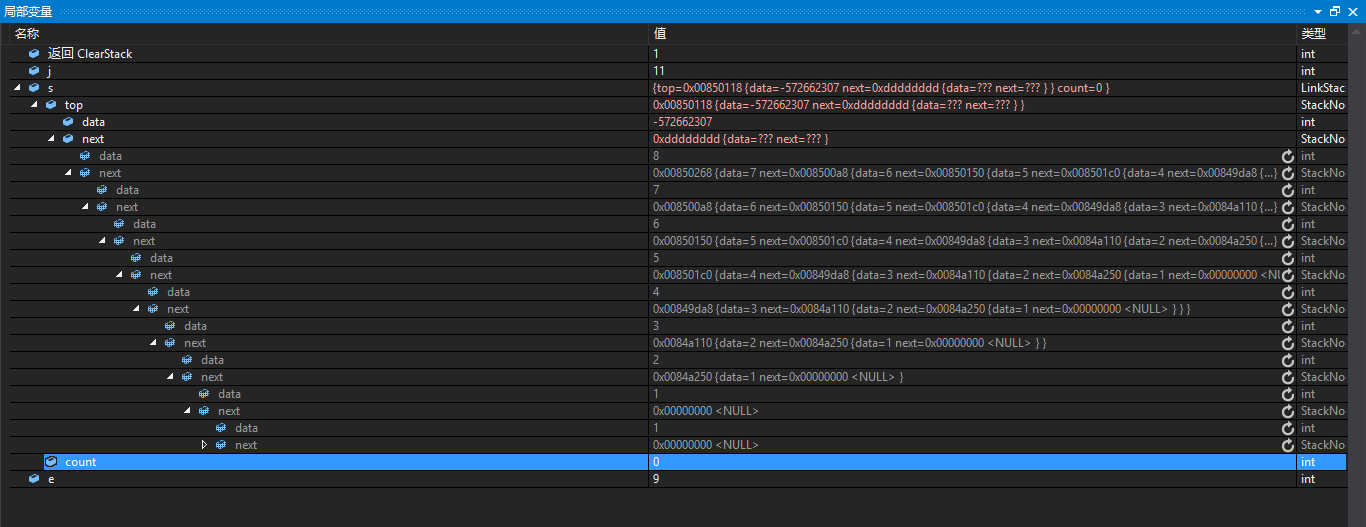 局部变量
名称 值 类型
返回 ClearStack 1 int
j 11 int
s {top=0x00850118 {data=-572662307 next=0xdddddddd {data=??? next=??? } } count=0 } LinkStac
top 0x00850118 {data=-572662307 next=0xdddddddd {data=??? next=??? } } StackNo
data -572662307 int
next 0xdddddddd {data=??? next=??? } StackNo
data 8 int
next 0x00850268 {data=7 next=0x008500a8 {data=6 next=0x00850150 {data=5 next=0x008501c0 {data=4 next=0x00849da8 {...} StackNo
data 7 int
next 0x008500a8 {data=6 next=0x00850150 {data=5 next=0x008501c0 {data=4 next=0x00849da8 {data=3 next=0x0084a110 {...} StackNo
data 6 int
next 0x00850150 {data=5 next=0x008501c0 {data=4 next=0x00849da8 {data=3 next=0x0084a110 {data=2 next=0x0084a250 {...} StackNo
data 5 int
next 0x008501c0 {data=4 next=0x00849da8 {data=3 next=0x0084a110 {data=2 next=0x0084a250 {data=1 next=0x00000000 <NU StackNo
data 4 int
next 0x00849da8 {data=3 next=0x0084a110 {data=2 next=0x0084a250 {data=1 next=0x00000000 <NULL> } } } StackNo
data 3 int
next 0x0084a110 {data=2 next=0x0084a250 {data=1 next=0x00000000 <NULL> } } StackNo
data 2 int
next 0x0084a250 {data=1 next=0x00000000 <NULL> } StackNo
data 1 int
next 0x00000000 <NULL> StackNo
data 1 int
next 0x00000000 <NULL> StackNo
count 0 int
e 9 int